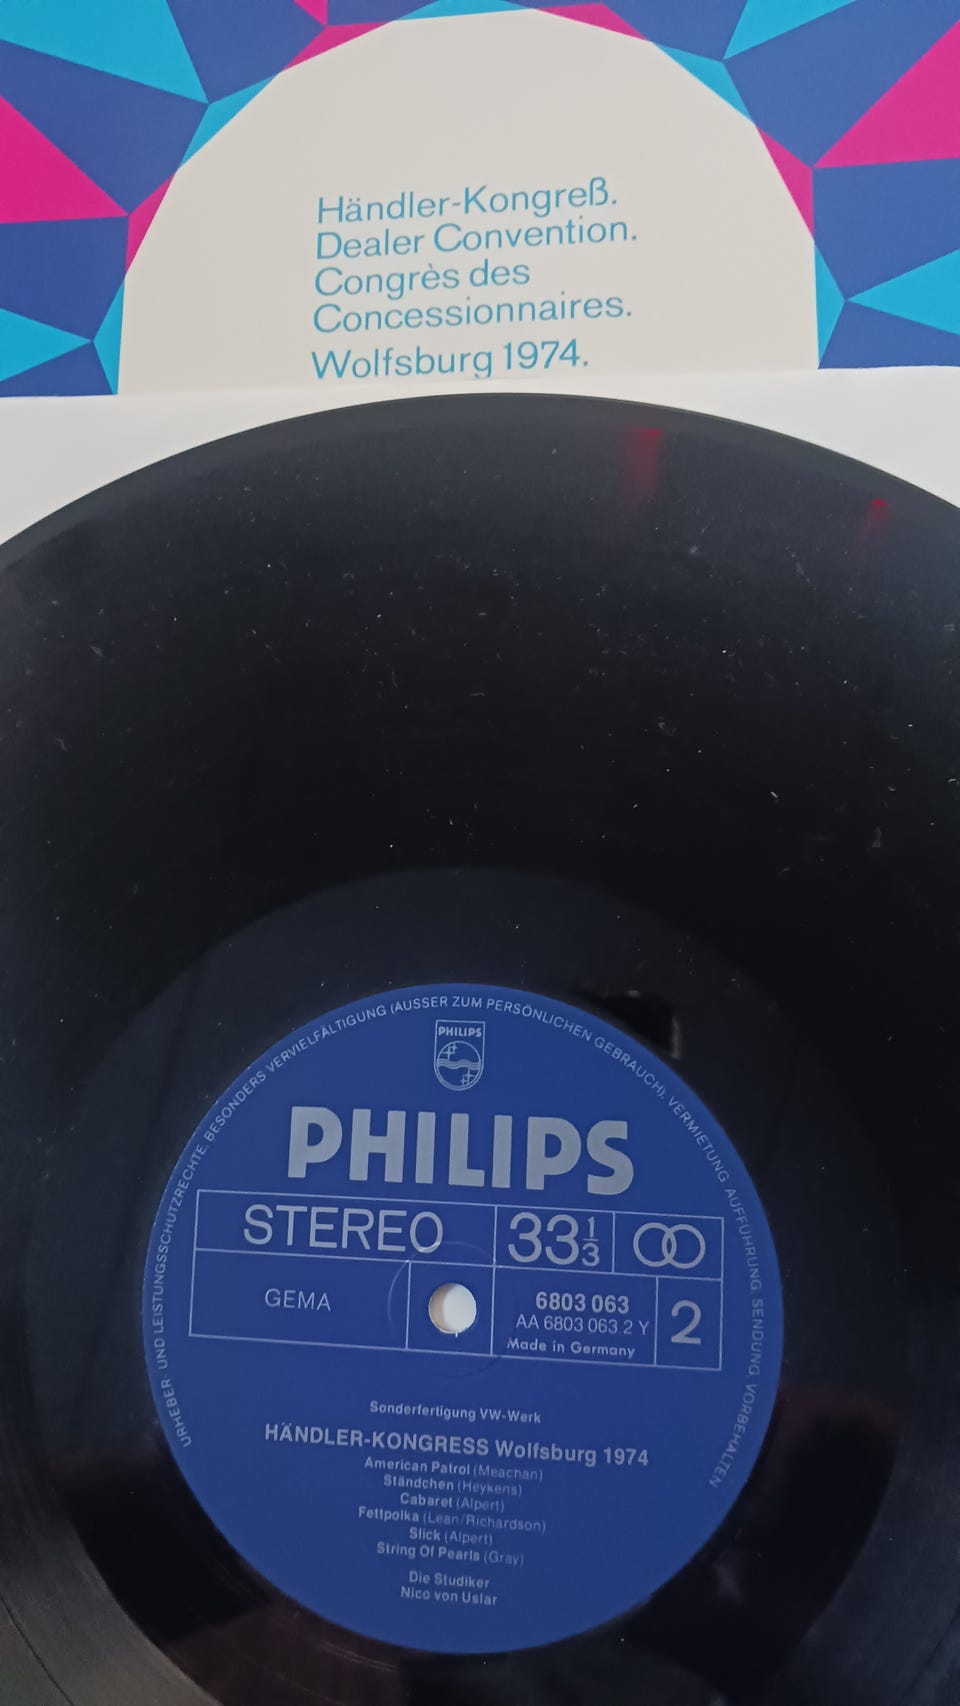 Händler-Kongreß.
Dealer Convention.
Congrès des
Concessionnaires.
Wolfsburg 1974.
URHEBER- UND LEISTUNGSSCHUTZRECHTE, BESONDERS VERVIELFÄLTIGUNG (AUSSER ZUM PERSÖNLICHEN GEBRAUCH), VERMIETUNG, AUFFÜHRUNG, SENDUNG, VORBEHALTEN
PHILIPS
PHILIPS
STEREO
33 1/3
GEMA
6803 063
AA 6803 063.2 Y
Made in Germany
2
Sonderfertigung VW-Werk
HÄNDLER-KONGRESS Wolfsburg 1974
American Patrol (Meachan)
Ständchen (Heykens)
Cabaret (Alpert)
Fettpolka (Lean/Richardson)
Slick (Alpert)
String Of Pearls (Gray)
Die Studiker
Nico von Uslar